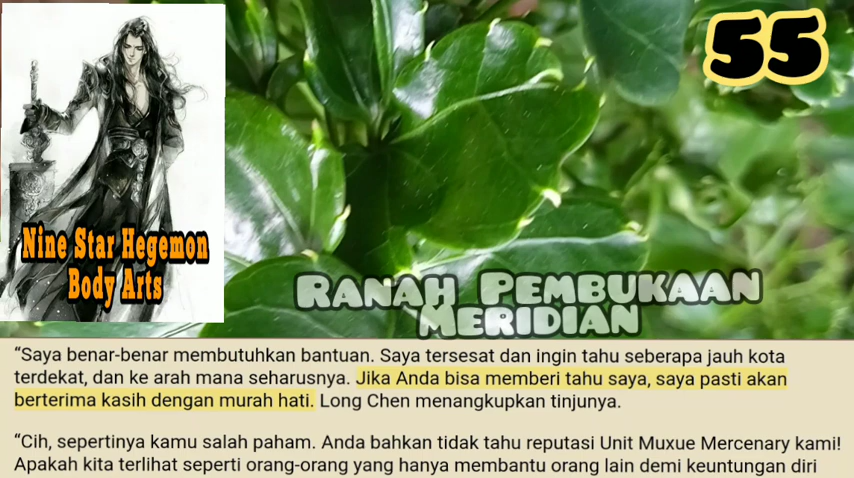 55
Nine Star Hegemon
Body Arts
Ranah Pembukaan
Meridian
“Saya benar-benar membutuhkan bantuan. Saya tersesat dan ingin tahu seberapa jauh kota
terdekat, dan ke arah mana seharusnya. Jika Anda bisa memberi tahu saya, saya pasti akan
berterima kasih dengan murah hati. Long Chen menangkupkan tinjunya.
“Cih, sepertinya kamu salah paham. Anda bahkan tidak tahu reputasi Unit Muxue Mercenary kami!
Apakah kita terlihat seperti orang-orang yang hanya membantu orang lain demi keuntungan diri